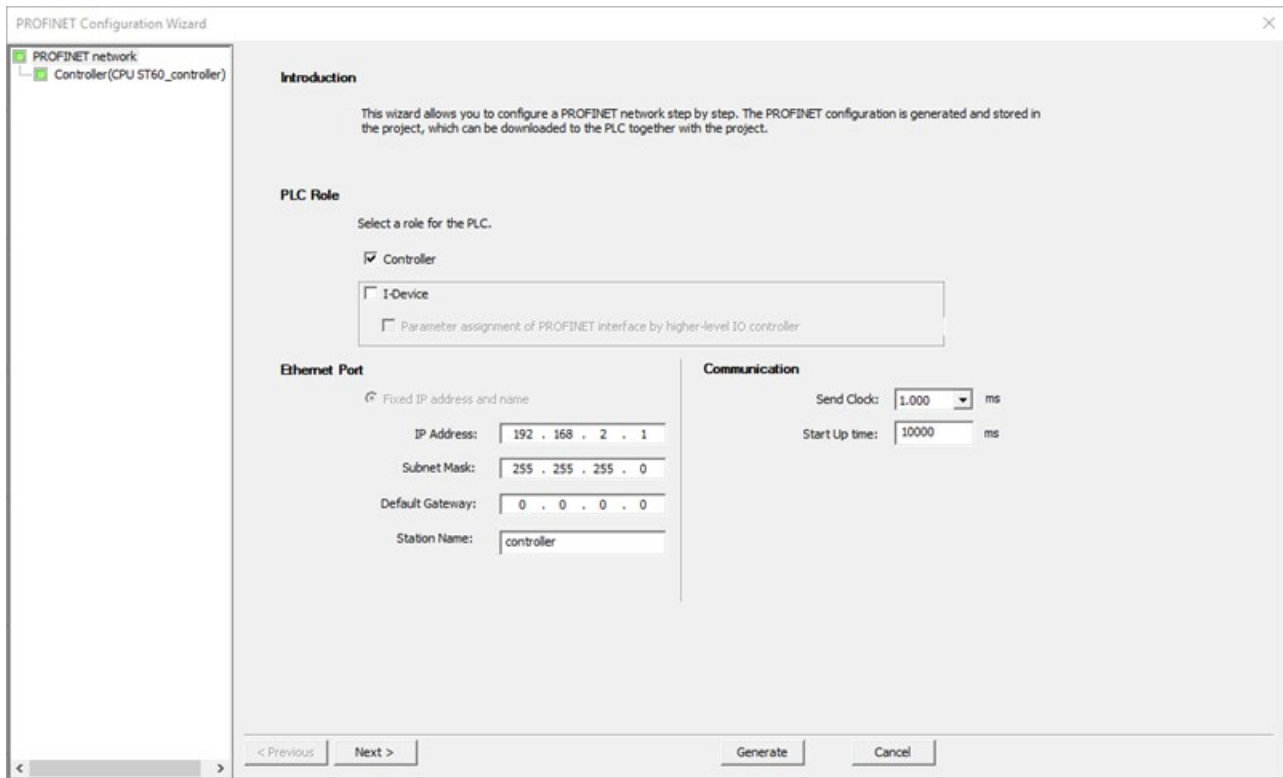 PROFINET Configuration Wizard
PROFINET network
Controller(CPU ST60_controller)
Introduction
This wizard allows you to configure a PROFINET network step by step. The PROFINET configuration is generated and stored in
the project, which can be downloaded to the PLC together with the project.
PLC Role
Select a role for the PLC.
Controller
I-Device
Parameter assignment of PROFINET interface by higher-level IO controller
Ethernet Port
Fixed IP address and name
IP Address: 192 . 168 . 2 . 1
Subnet Mask: 255 . 255 . 255 . 0
Default Gateway: 0 . 0 . 0 . 0
Station Name: controller
Communication
Send Clock: 1.000 ms
Start Up time: 10000 ms
< Previous Next > Generate Cancel